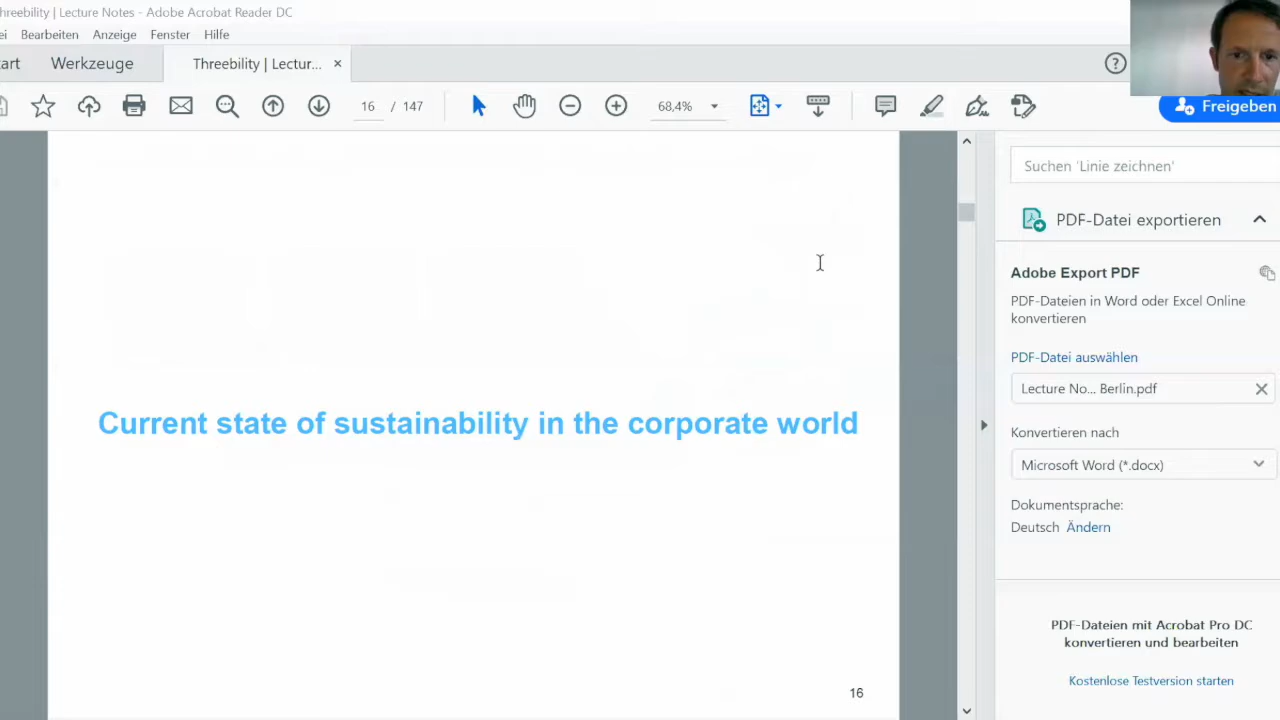 hreebility | Lecture Notes - Adobe Acrobat Reader DC
ei Bearbeiten Anzeige Fenster Hilfe
art Werkzeuge Threebility | Lectur... ×
16 / 147 68,4% Freigeben
Suchen 'Linie zeichnen'
PDF-Datei exportieren
Adobe Export PDF
PDF-Dateien in Word oder Excel Online
konvertieren
PDF-Datei auswählen
Lecture No... Berlin.pdf
Konvertieren nach
Microsoft Word (*.docx)
Dokumentsprache:
Deutsch Ändern
PDF-Dateien mit Acrobat Pro DC
konvertieren und bearbeiten
Kostenlose Testversion starten
Current state of sustainability in the corporate world
16